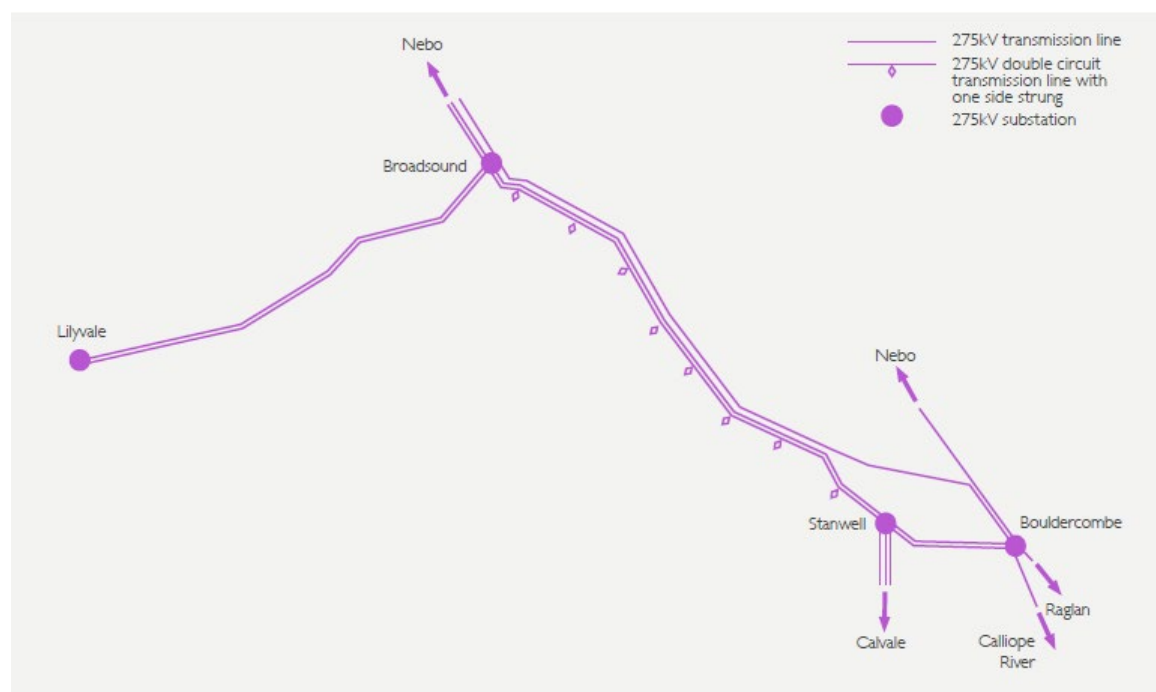 Nebo
275kV transmission line
275kV double circuit
transmission line with
one side strung
275kV substation
Broadsound
Lilyvale
Nebo
Stanwell
Bouldercombe
Raglan
Calvale
Calliope
River